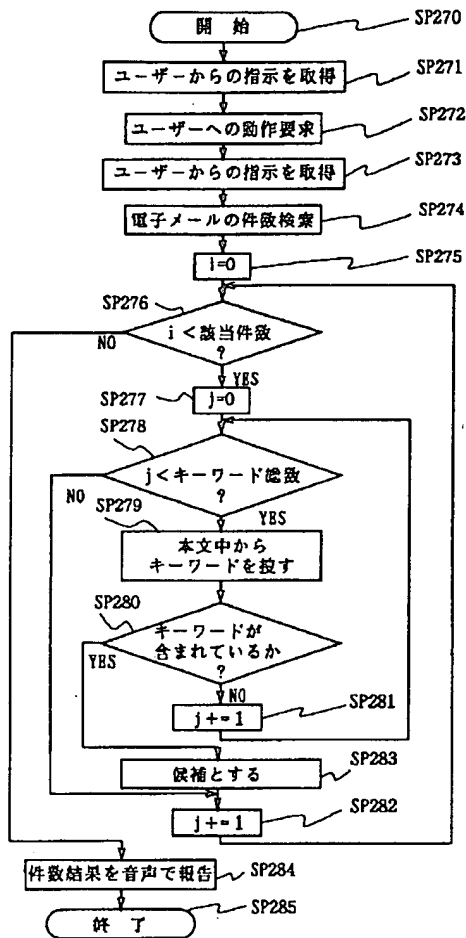 開 始
SP270
ユーザーからの指示を取得
SP271
ユーザーへの動作要求
SP272
ユーザーからの指示を取得
SP273
電子メールの件数検索
SP274
i=0
SP275
SP276
i<該当件数
?
NO
YES
SP277
j=0
SP278
j<キーワード総数
?
NO
YES
SP279
本文中から
キーワードを捜す
SP280
キーワードが
含まれているか
?
YES
NO
j+=1
SP281
候補とする
SP283
j+=1
SP282
件数結果を音声で報告
SP284
終 了
SP285